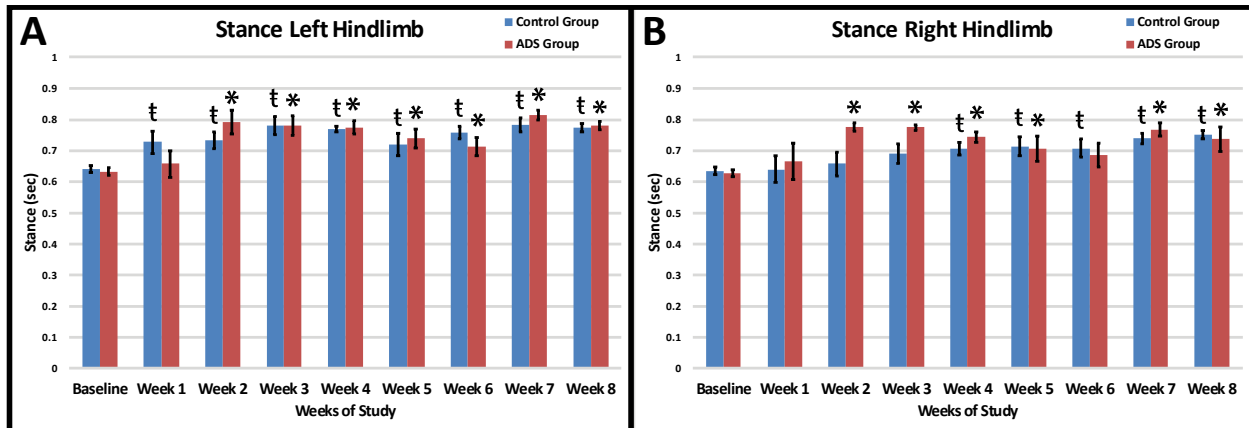 A
Stance Left Hindlimb
Control Group
ADS Group
Stance (sec)
1
0.9
0.8
0.7
0.6
0.5
0.4
0.3
0.2
0.1
0
ŧ
ŧ *
ŧ *
ŧ *
ŧ *
ŧ *
ŧ *
ŧ *
Baseline Week 1 Week 2 Week 3 Week 4 Week 5 Week 6 Week 7 Week 8
Weeks of Study
B
Stance Right Hindlimb
Control Group
ADS Group
Stance (sec)
1
0.9
0.8
0.7
0.6
0.5
0.4
0.3
0.2
0.1
0
*
*
ŧ *
ŧ *
ŧ
ŧ *
ŧ *
Baseline Week 1 Week 2 Week 3 Week 4 Week 5 Week 6 Week 7 Week 8
Weeks of Study